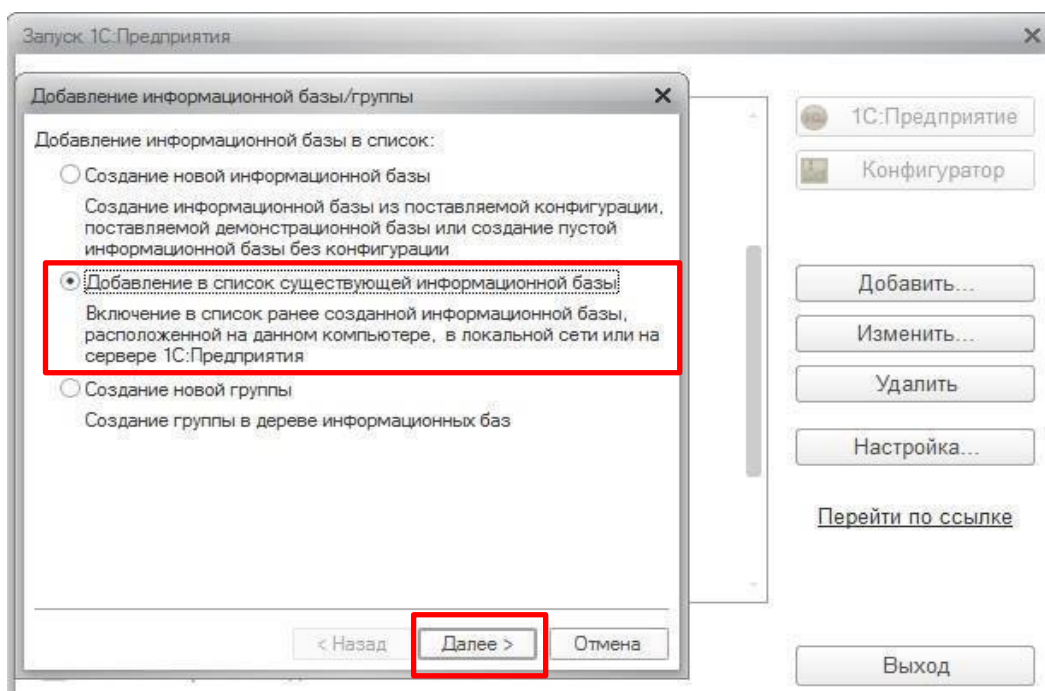 Запуск 1С:Предприятия
Добавление информационной базы/группы
Добавление информационной базы в список:
Создание новой информационной базы
Создание информационной базы из поставляемой конфигурации,
поставляемой демонстрационной базы или создание пустой
информационной базы без конфигурации
Добавление в список существующей информационной базы
Включение в список ранее созданной информационной базы,
расположенной на данном компьютере, в локальной сети или на
сервере 1С:Предприятия
Создание новой группы
Создание группы в дереве информационных баз
< Назад
Далее >
Отмена
1С:Предприятие
Конфигуратор
Добавить...
Изменить...
Удалить
Настройка...
Перейти по ссылке
Выход